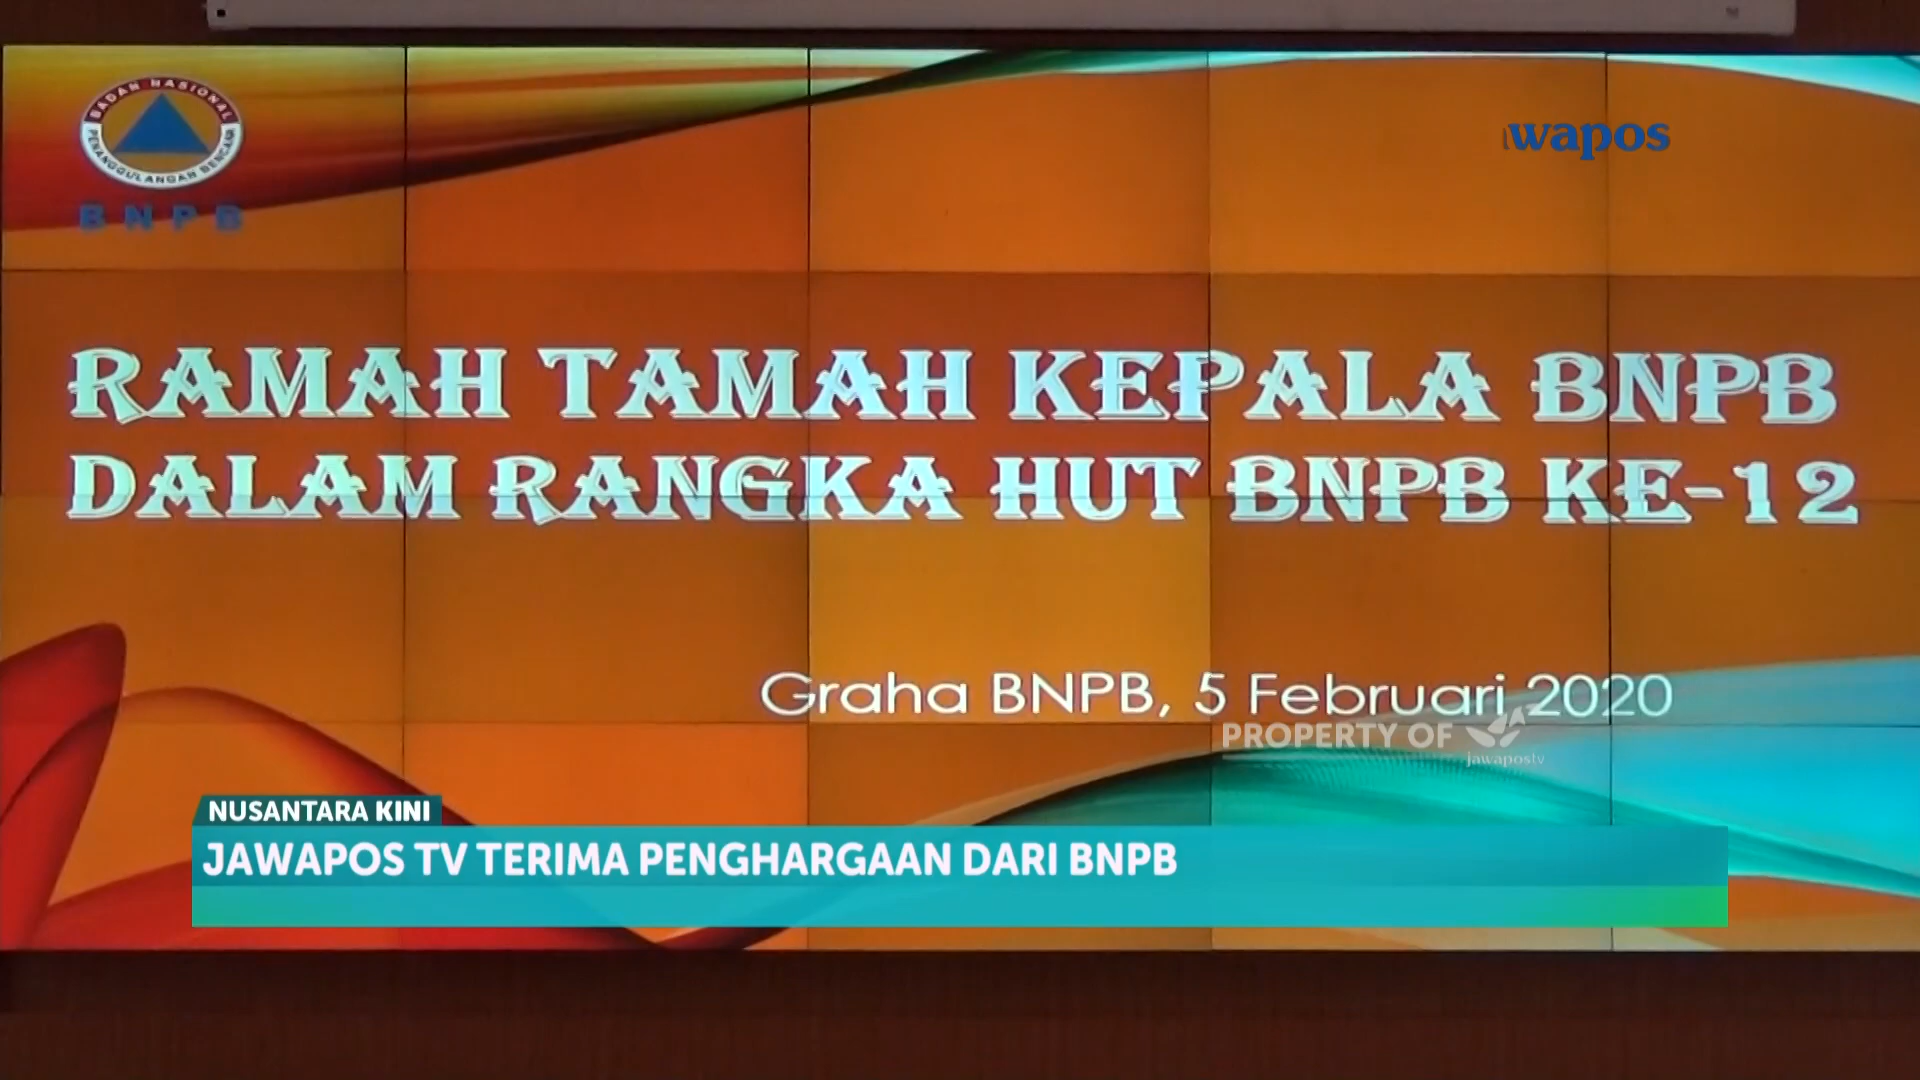 BADAN NASIONAL
PENANGGULANGAN BENCANA
BNPB
wapos
RAMAH TAMAH KEPALA BNPB
DALAM RANGKA HUT BNPB KE-12
Graha BNPB, 5 Februari 2020
PROPERTY OF
jawapostv
NUSANTARA KINI
JAWAPOS TV TERIMA PENGHARGAAN DARI BNPB